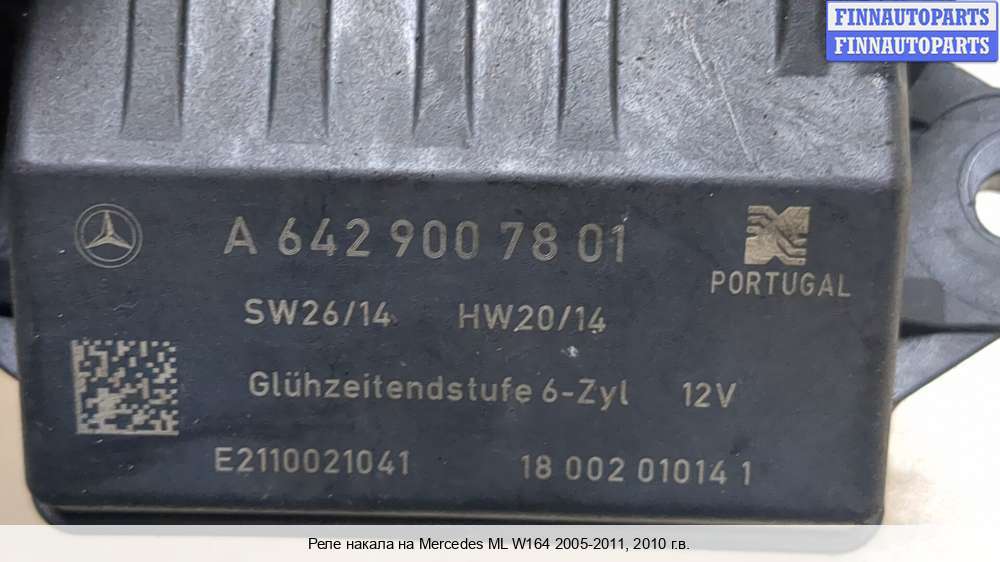 FINNAUTOPARTS
FINNAUTOPARTS
A 642 900 78 01
PORTUGAL
SW26/14 HW20/14
Glühzeitendstufe 6-Zyl 12V
E2110021041 18 002 01014 1
Реле накала на Mercedes ML W164 2005-2011, 2010 г.в.